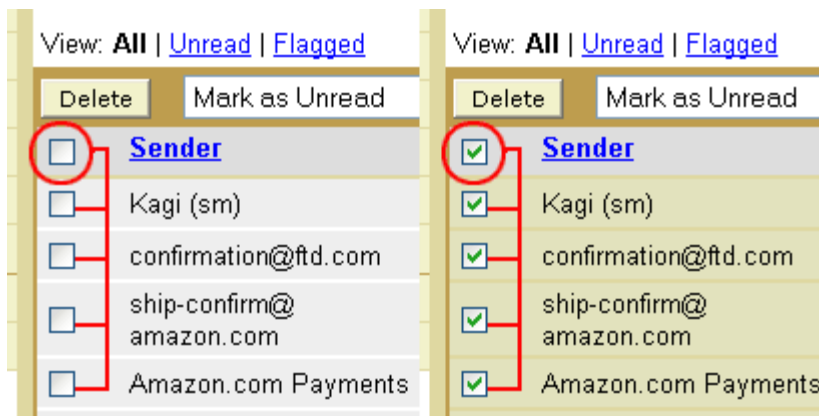 View: All | Unread | Flagged
Delete Mark as Unread
Sender
Kagi (sm)
confirmation@ftd.com
ship-confirm@
amazon.com
Amazon.com Payments
View: All | Unread | Flagged
Delete Mark as Unread
Sender
Kagi (sm)
confirmation@ftd.com
ship-confirm@
amazon.com
Amazon.com Payments